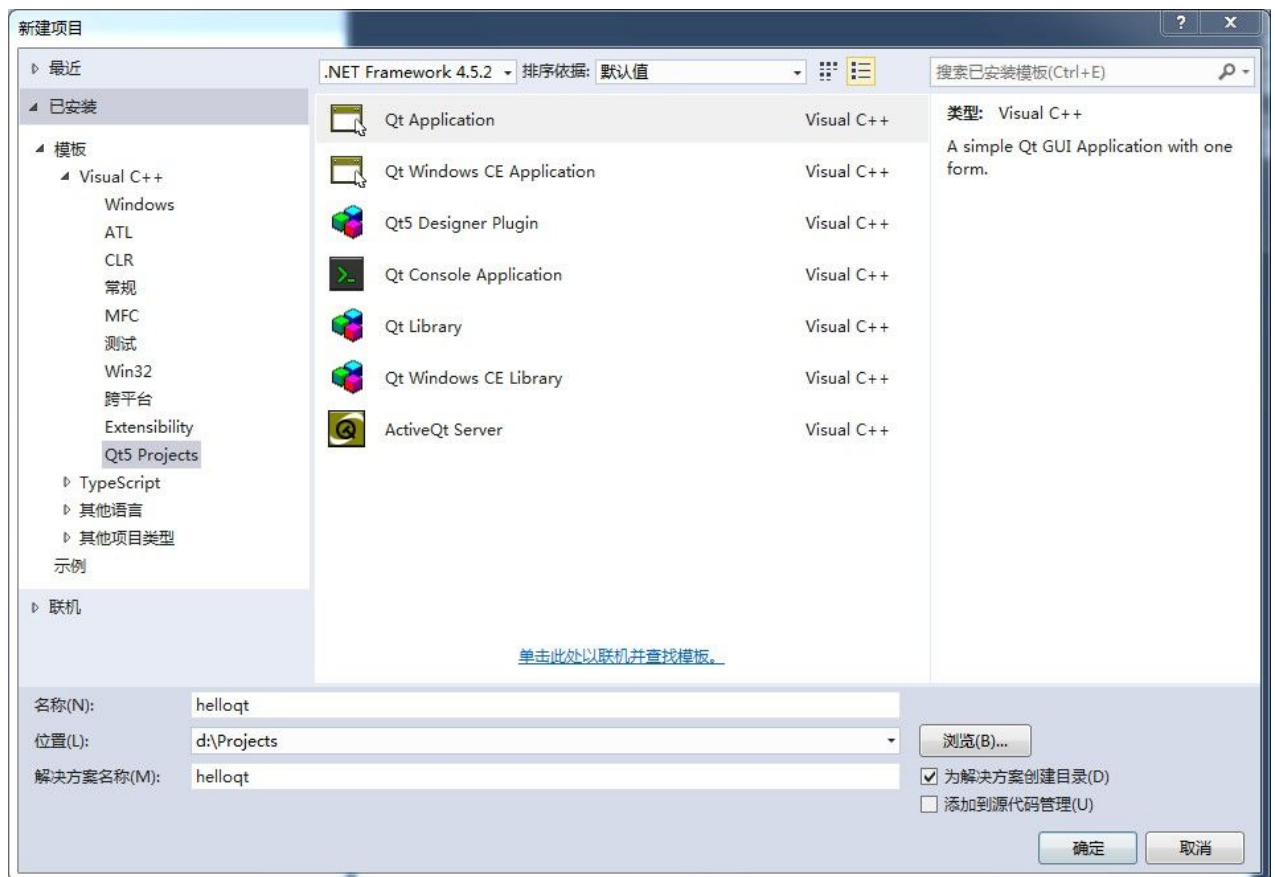 新建项目
? X
最近
.NET Framework 4.5.2 排序依据: 默认值
搜索已安装模板(Ctrl+E)
已安装
模板
Visual C++
Windows
ATL
CLR
常规
MFC
测试
Win32
跨平台
Extensibility
Qt5 Projects
TypeScript
其他语言
其他项目类型
示例
联机
Qt Application Visual C++
Qt Windows CE Application Visual C++
Qt5 Designer Plugin Visual C++
Qt Console Application Visual C++
Qt Library Visual C++
Qt Windows CE Library Visual C++
ActiveQt Server Visual C++
单击此处以联机并查找模板。
类型: Visual C++
A simple Qt GUI Application with one
form.
名称(N): helloqt
位置(L): d:\Projects 浏览(B)...
解决方案名称(M): helloqt
为解决方案创建目录(D)
添加到源代码管理(U)
确定 取消